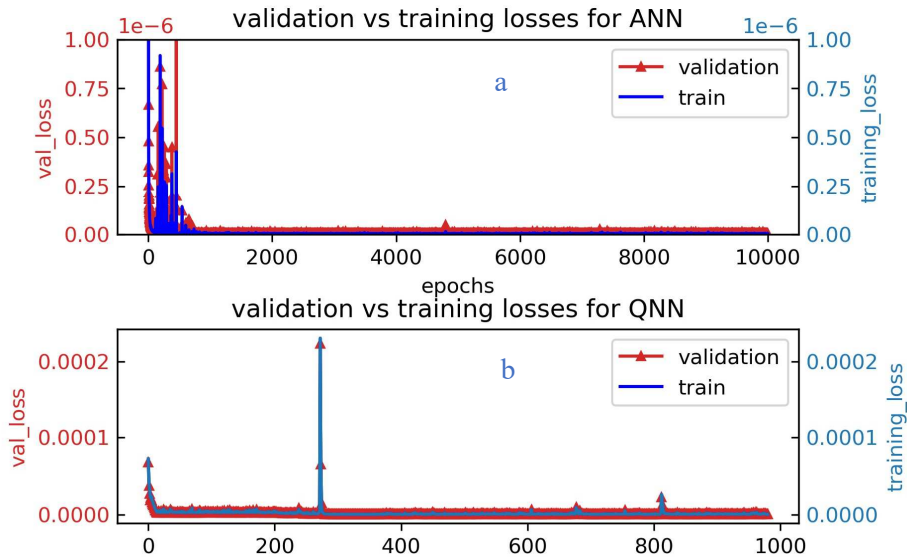 validation vs training losses for ANN
1e−6
1e−6
1.00
0.75
0.50
0.25
0.00
val_loss
a
validation
train
1.00
0.75
0.50
0.25
0.00
training_loss
0
2000
4000
6000
8000
10000
epochs
validation vs training losses for QNN
0.0002
0.0001
0.0000
val_loss
b
validation
train
0.0002
0.0001
0.0000
training_loss
0
200
400
600
800
1000